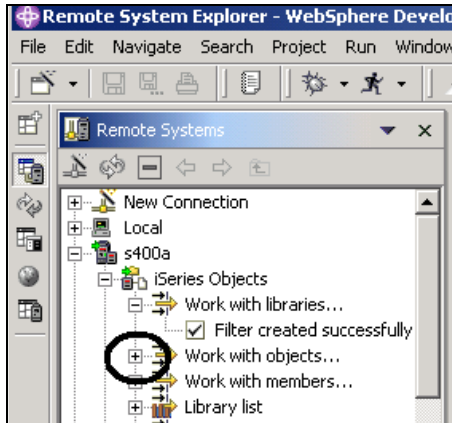 Remote System Explorer - WebSphere Develo
File Edit Navigate Search Project Run Window
Remote Systems
New Connection
Local
s400a
iSeries Objects
Work with libraries...
Filter created successfully
Work with objects...
Work with members...
Library list